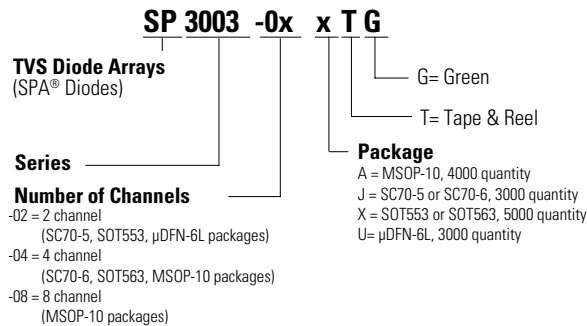 SP 3003 -0x x T G
TVS Diode Arrays
(SPA® Diodes)
G= Green
T= Tape & Reel
Series
Package
A = MSOP-10, 4000 quantity
J = SC70-5 or SC70-6, 3000 quantity
X = SOT553 or SOT563, 5000 quantity
U= µDFN-6L, 3000 quantity
Number of Channels
-02 = 2 channel
(SC70-5, SOT553, µDFN-6L packages)
-04 = 4 channel
(SC70-6, SOT563, MSOP-10 packages)
-08 = 8 channel
(MSOP-10 packages)